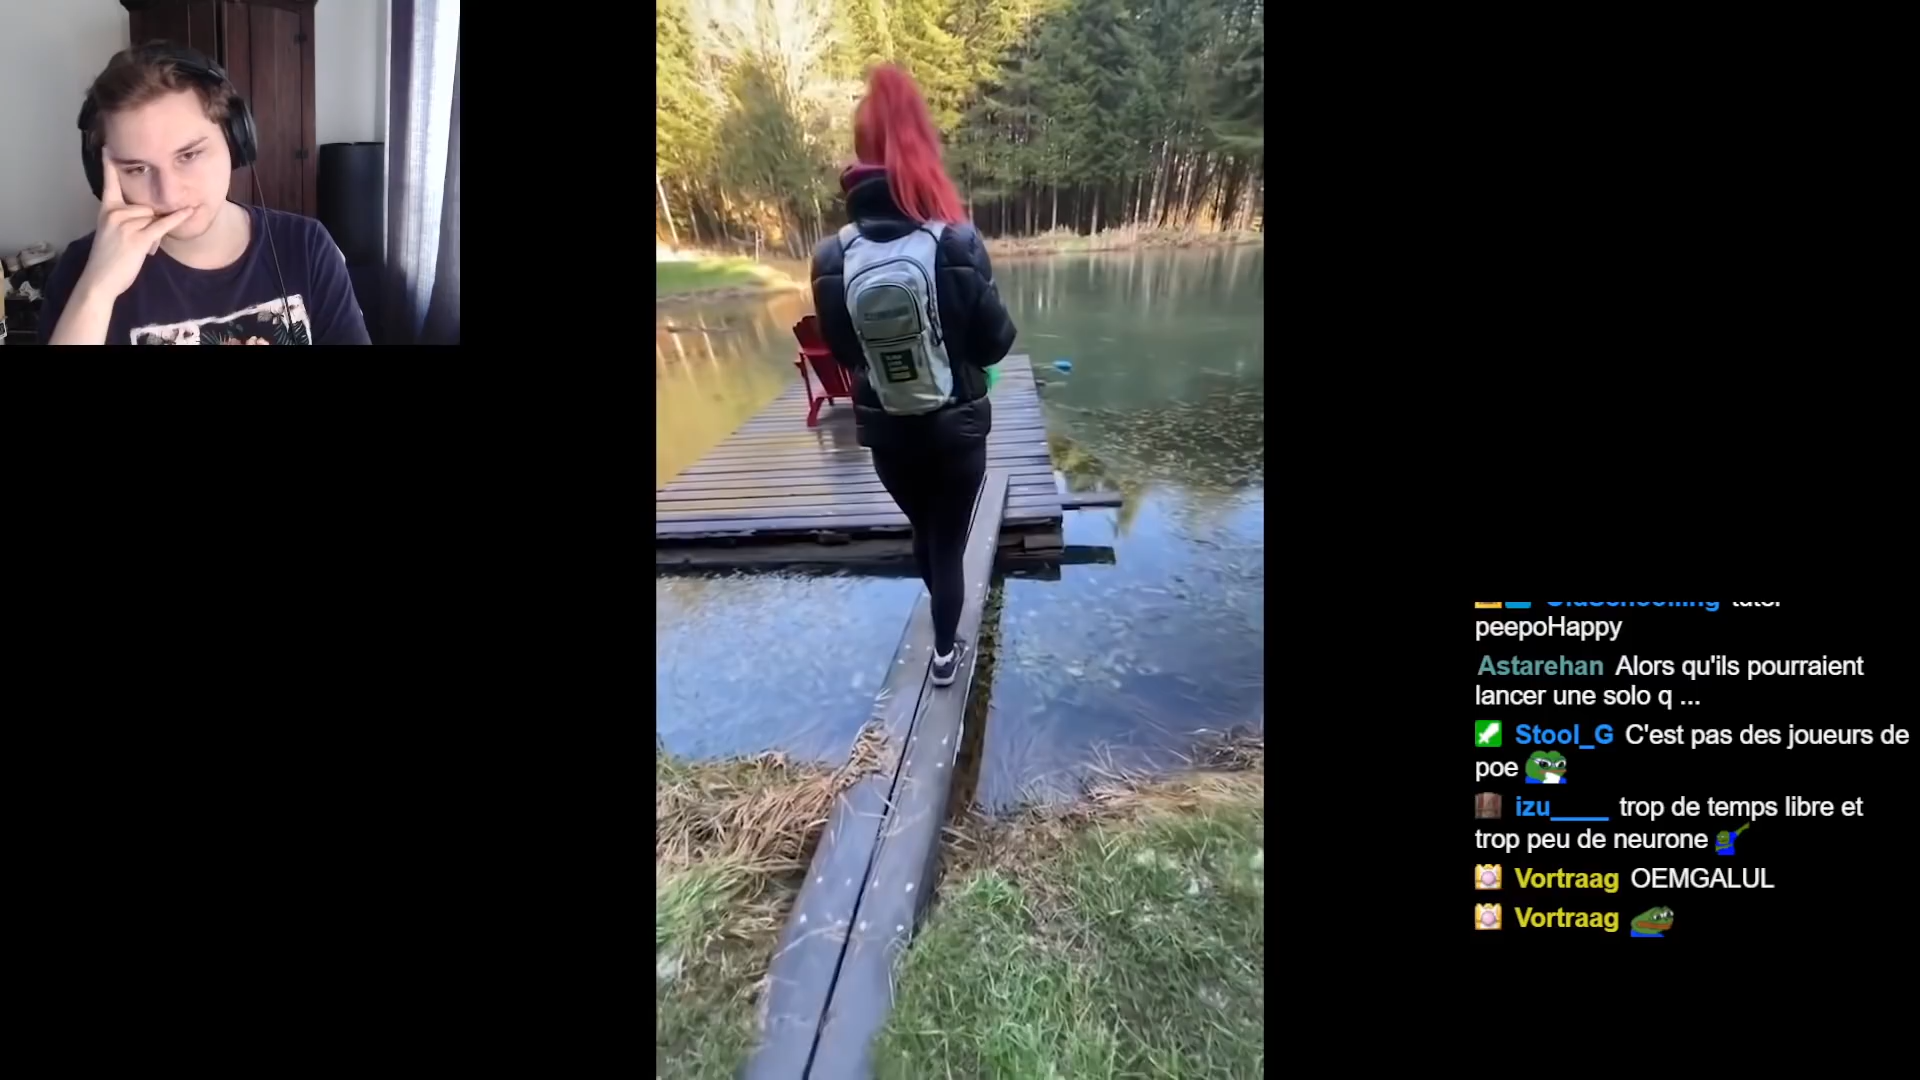 peepoHappy
Astarehan Alors qu'ils pourraient
lancer une solo q ...
Stool_G C'est pas des joueurs de
poe
izu____ trop de temps libre et
trop peu de neurone
Vortraag OEMGALUL
Vortraag